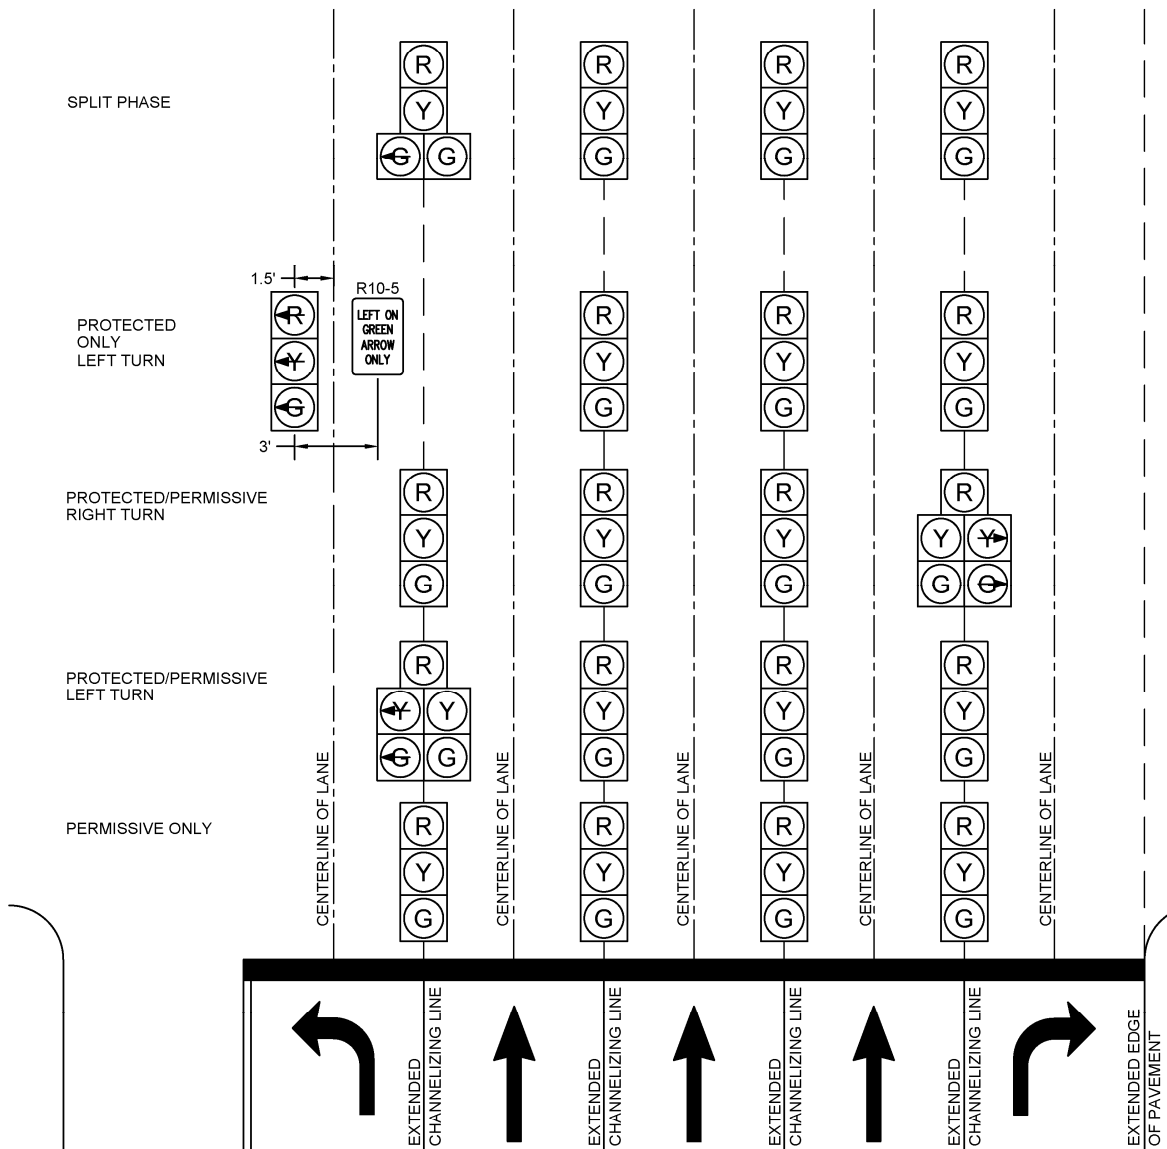 R R R R
SPLIT PHASE
Y Y Y Y
G G G G G
1.5'
R10-5
R
LEFT ON
GREEN
ARROW
ONLY
R R R
PROTECTED
ONLY
LEFT TURN
Y Y Y Y
G G G G
3'
PROTECTED/PERMISSIVE
RIGHT TURN
R R R R
Y Y Y Y Y
G G G G G
PROTECTED/PERMISSIVE
LEFT TURN
R R R R
Y Y Y Y Y
G G G G G
PERMISSIVE ONLY
R R R R
Y Y Y Y
G G G G
CENTERLINE OF LANE
CENTERLINE OF LANE
CENTERLINE OF LANE
CENTERLINE OF LANE
CENTERLINE OF LANE
EXTENDED
CHANNELIZING LINE
EXTENDED
CHANNELIZING LINE
EXTENDED
CHANNELIZING LINE
EXTENDED
CHANNELIZING LINE
EXTENDED EDGE
OF PAVEMENT